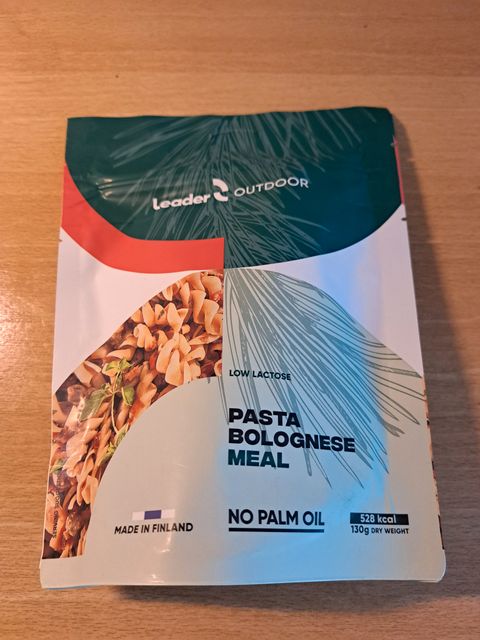 Leader OUTDOOR
LOW LACTOSE
PASTA
BOLOGNESE
MEAL
MADE IN FINLAND
NO PALM OIL
528 kcal
130g DRY WEIGHT